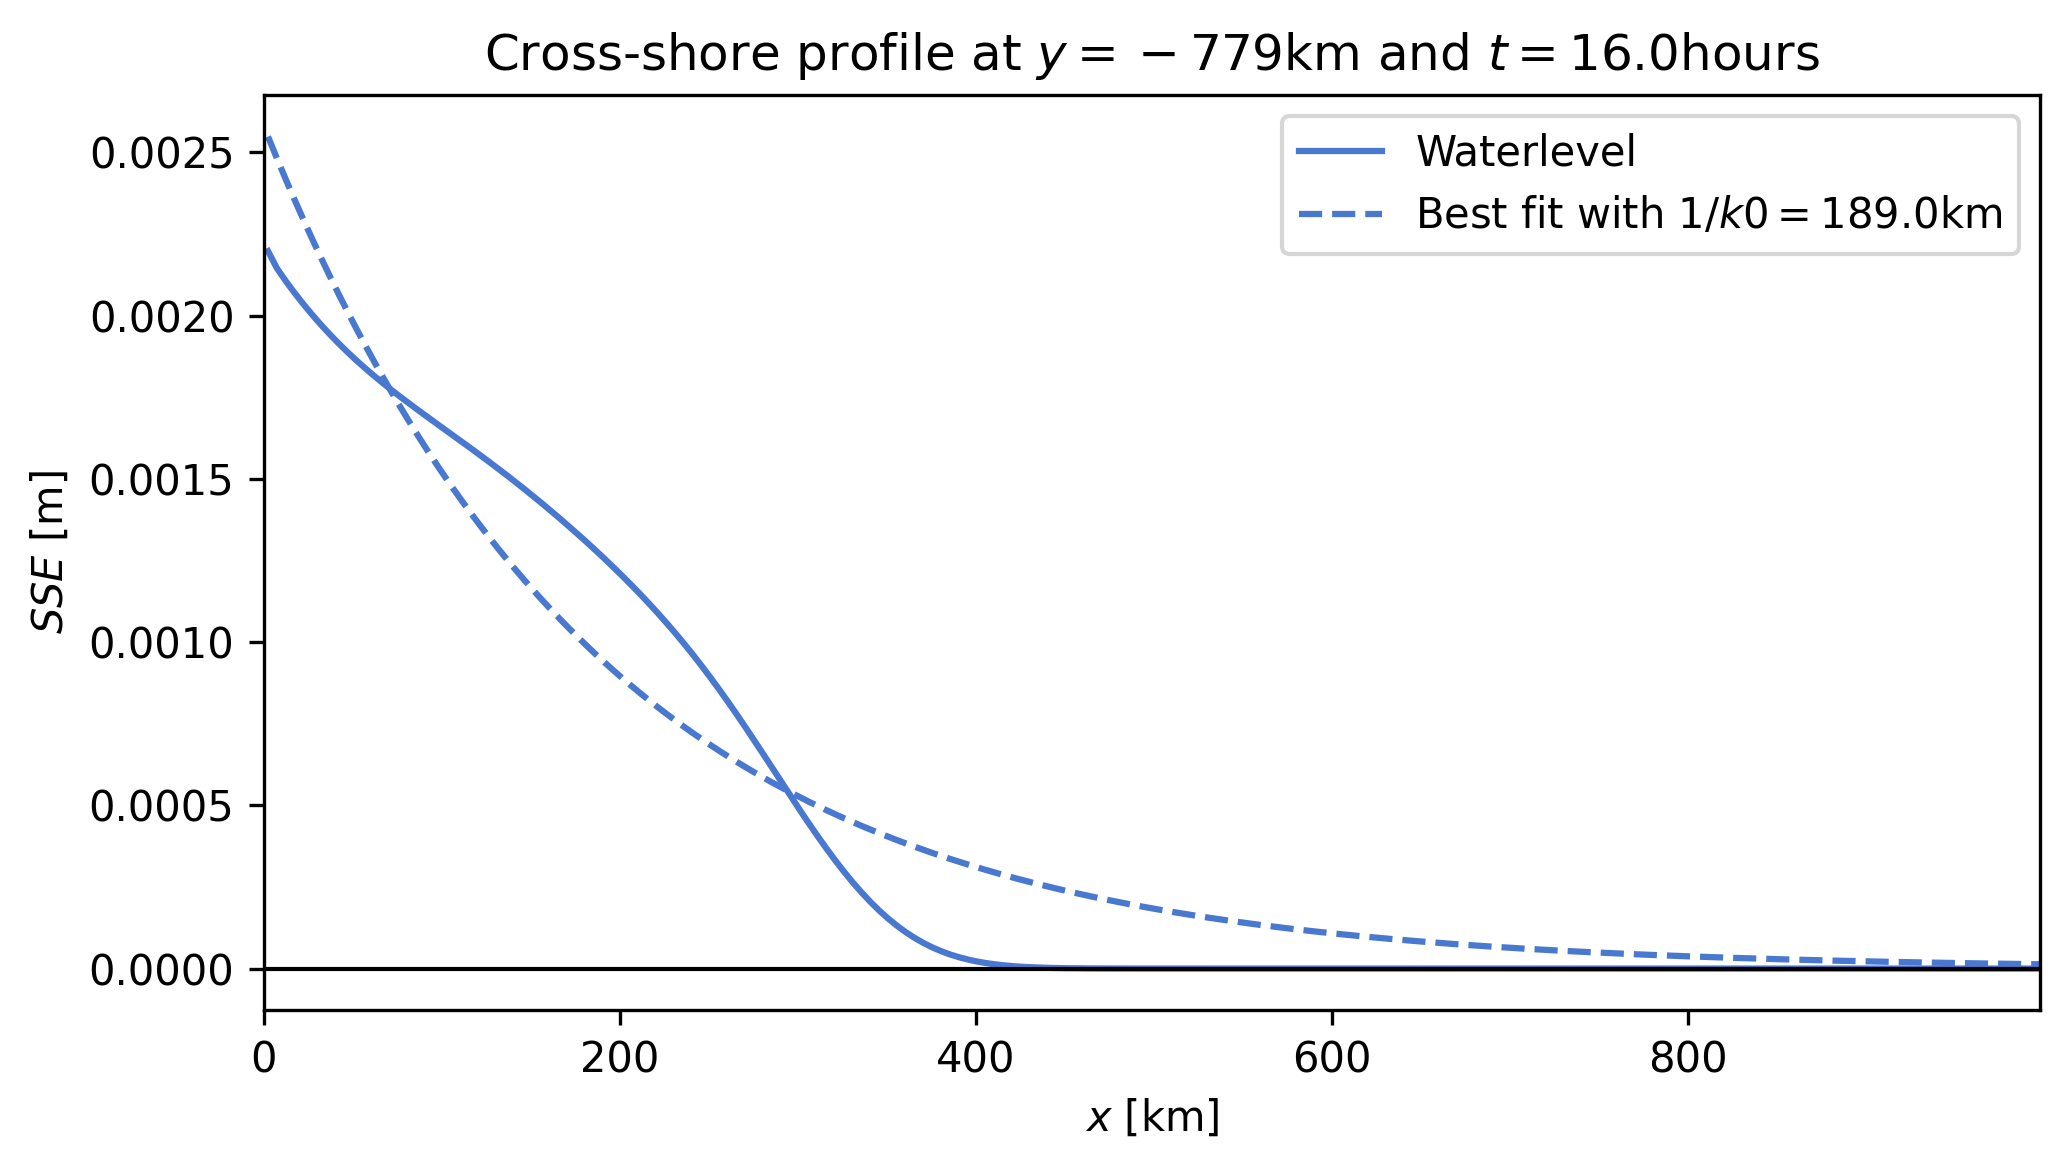 Cross-shore profile at y = −779km and t = 16.0hours
Waterlevel
Best fit with 1/k0 = 189.0km
SSE [m]
0.0025
0.0020
0.0015
0.0010
0.0005
0.0000
0 200 400 600 800
x [km]